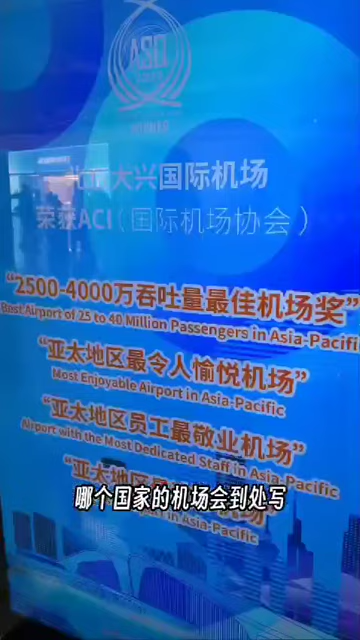 大兴国际机场
荣获ACI（国际机场协会）
“2500-4000万吞吐量最佳机场奖”
Best Airport of 25 to 40 Million Passengers in Asia-Pacific
“亚太地区最令人愉悦机场”
Most Enjoyable Airport in Asia-Pacific
“亚太地区员工最敬业机场”
Airport with the Most Dedicated Staff in Asia-Pacific
“亚太地区
哪个国家的机场会到处写
in Asia-Pacific